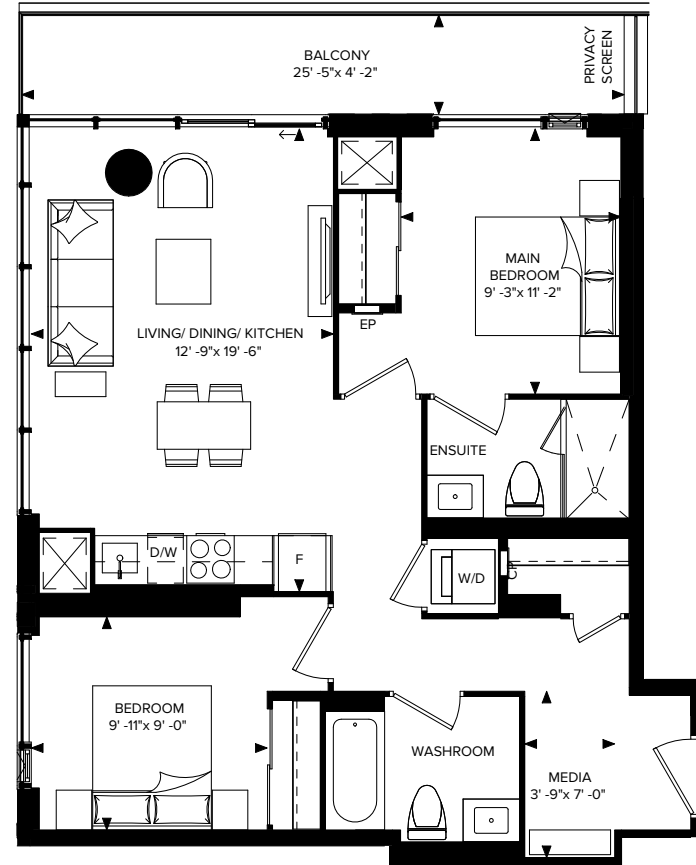 BALCONY
25' -5"x 4' -2"
PRIVACY
SCREEN
MAIN
BEDROOM
9' -3"x 11' -2"
EP
LIVING/ DINING/ KITCHEN
12' -9"x 19' -6"
ENSUITE
D/W
F
W/D
BEDROOM
9' -11"x 9' -0"
WASHROOM
MEDIA
3' -9"x 7' -0"